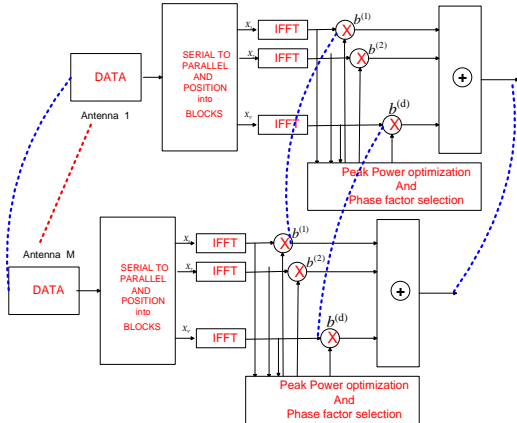 x IFFT X b(1)
x IFFT X b(2)
DATA
SERIAL TO
PARALLEL
AND
POSITION
into
BLOCKS
+
Antenna 1
xv IFFT X b(d)
Peak Power optimization
And
Phase factor selection
Antenna M
x IFFT X b(1)
x IFFT X b(2)
DATA
SERIAL TO
PARALLEL
AND
POSITION
into
BLOCKS
+
xv IFFT X b(d)
Peak Power optimization
And
Phase factor selection